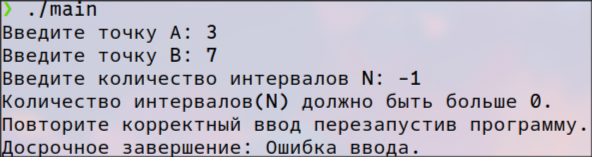 ❯ ./main
Введите точку A: 3
Введите точку B: 7
Введите количество интервалов N: -1
Количество интервалов(N) должно быть больше 0.
Повторите корректный ввод перезапустив программу.
Досрочное завершение: Ошибка ввода.